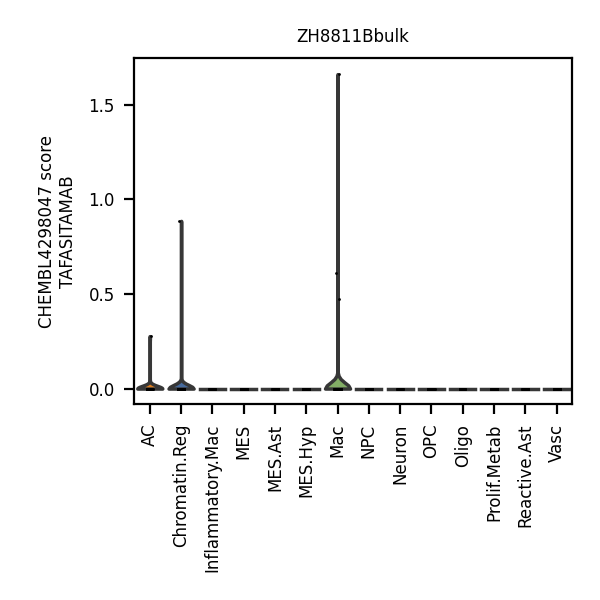 ZH8811Bbulk
CHEMBL4298047 score
TAFASITAMAB
1.5
1.0
0.5
0.0
AC
Chromatin.Reg
Inflammatory.Mac
MES
MES.Ast
MES.Hyp
Mac
NPC
Neuron
OPC
Oligo
Prolif.Metab
Reactive.Ast
Vasc